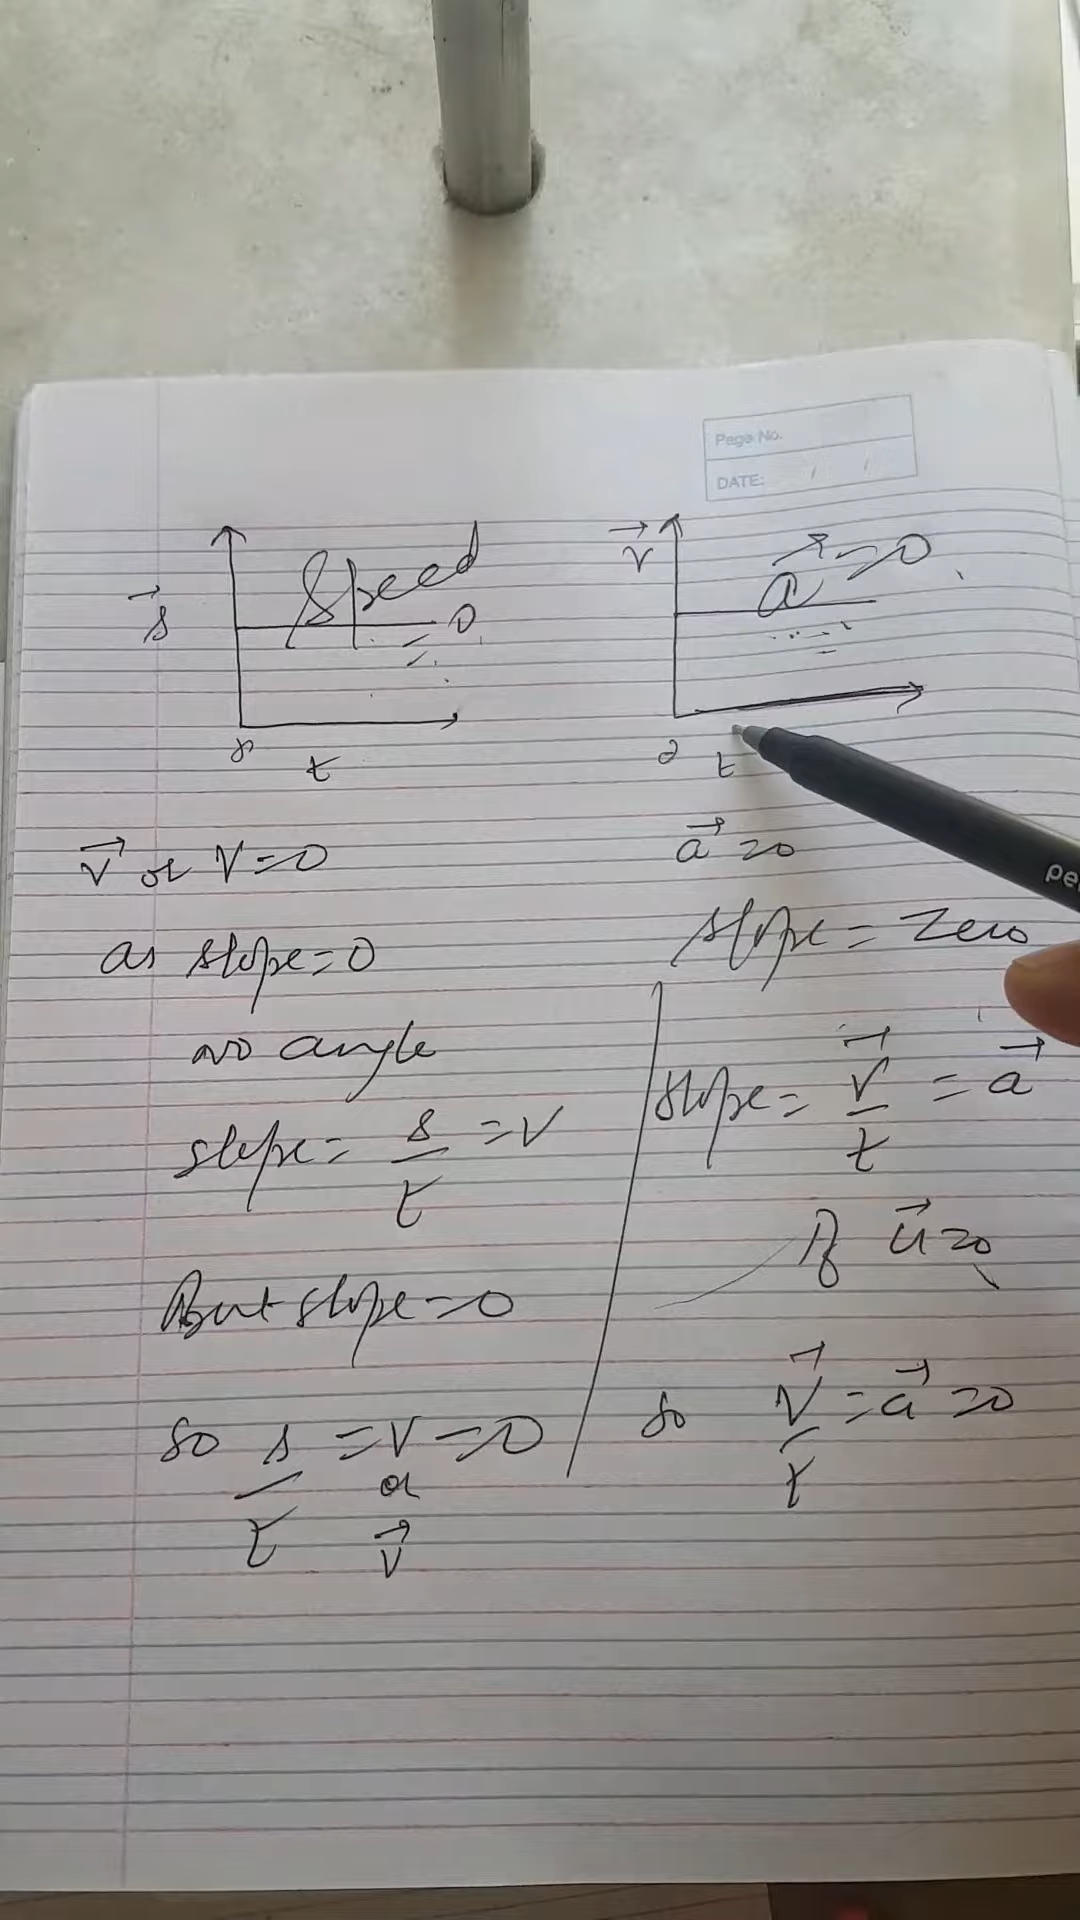 Page No.
DATE: / /
s⃗
Speed = 0
0
t
v⃗
a⃗ = 0
0
t
v⃗ or V = 0
as slope = 0
no angle
slope = s/t = v
But slope = 0
so s/t = v = 0
or
v⃗
a⃗ = 0
slope = zero
slope = v⃗/t = a⃗
If u⃗ = 0
so v⃗/t = a⃗ = 0
pe